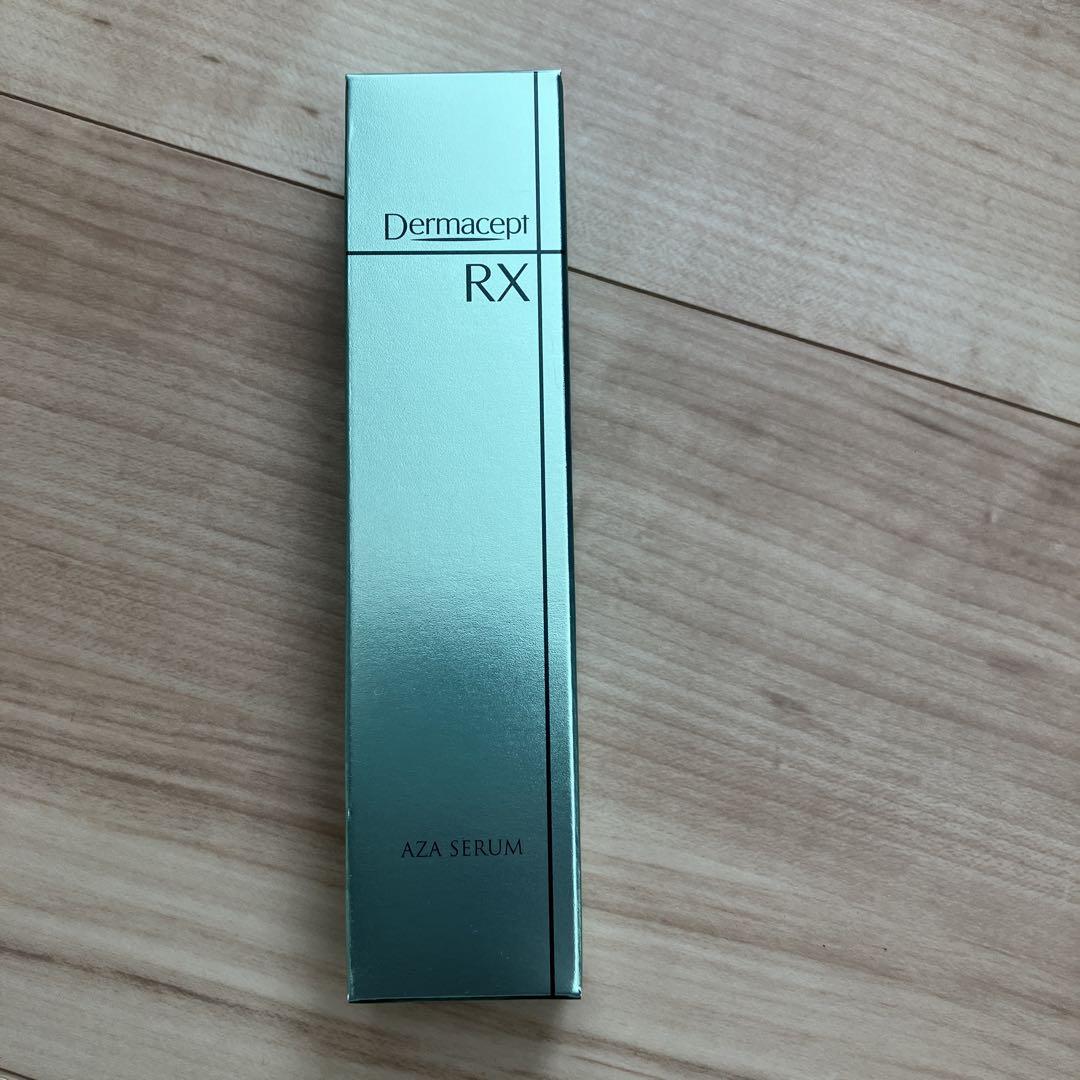 Dermacept
RX
AZA SERUM